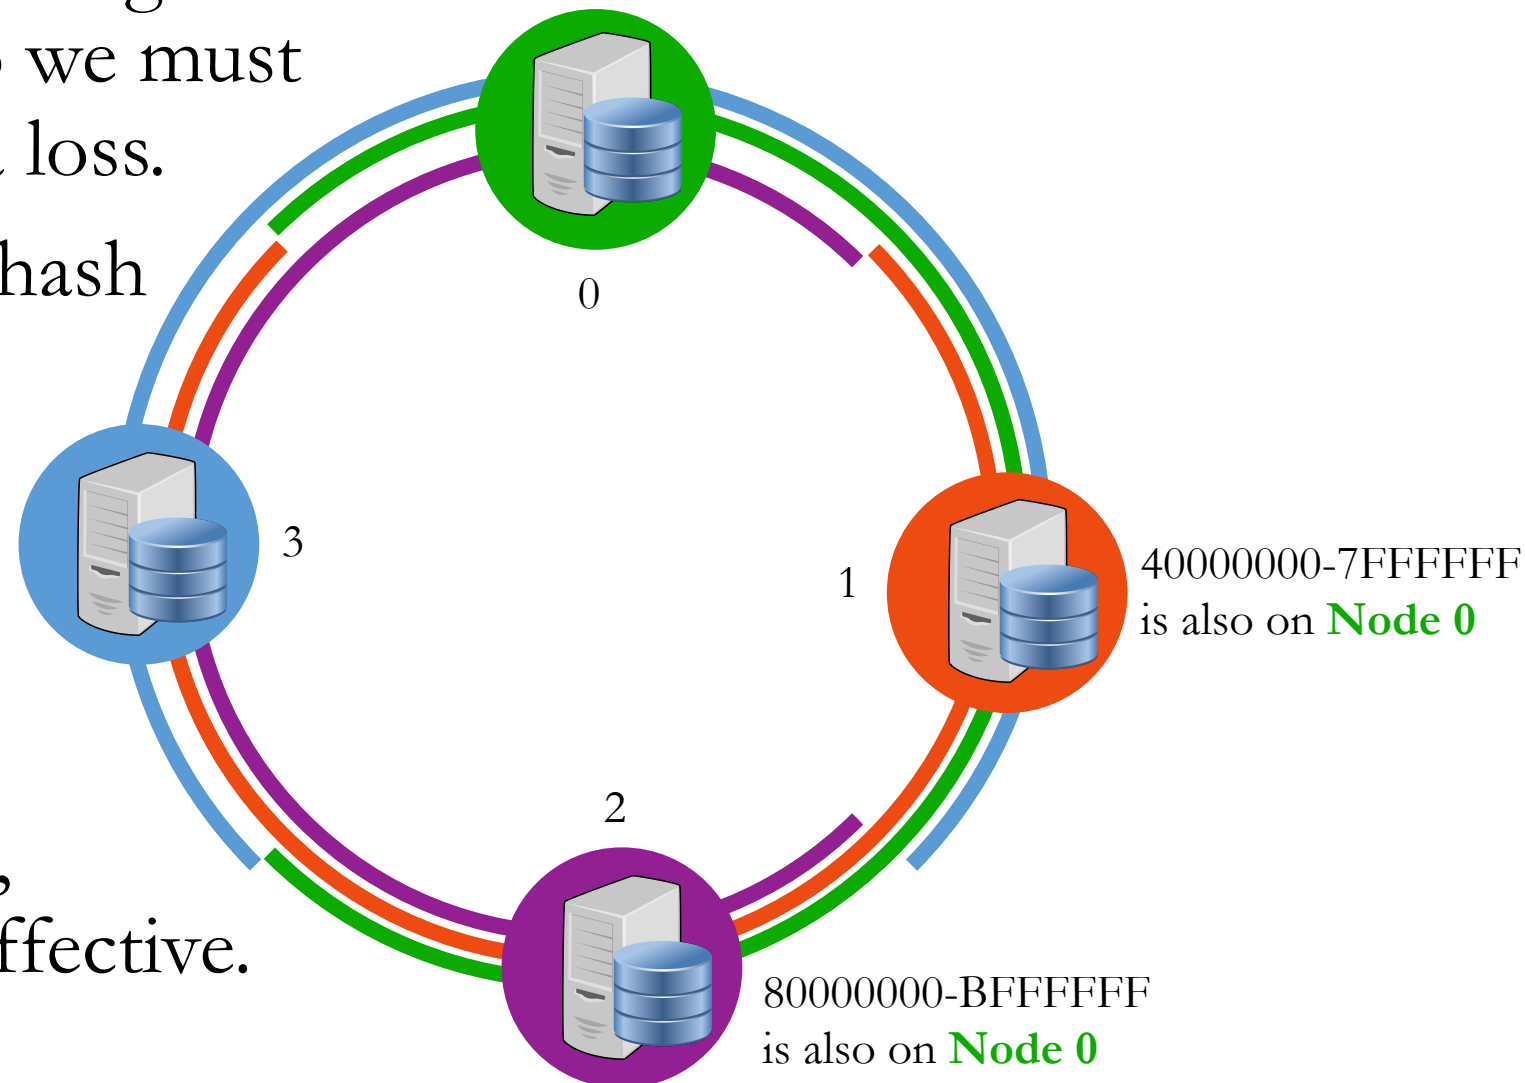 we must
loss.
hash
0
3
1
40000000-7FFFFFF
is also on Node 0
2
,
ffective.
80000000-BFFFFFF
is also on Node 0